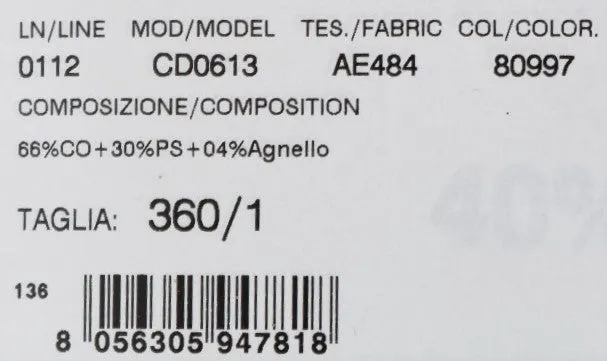 LN/LINE MOD/MODEL TES./FABRIC COL/COLOR.
0112 CD0613 AE484 80997
COMPOSIZIONE/COMPOSITION
66%CO+30%PS+04%Agnello
TAGLIA: 360/1
40%
136
8 056305 947818